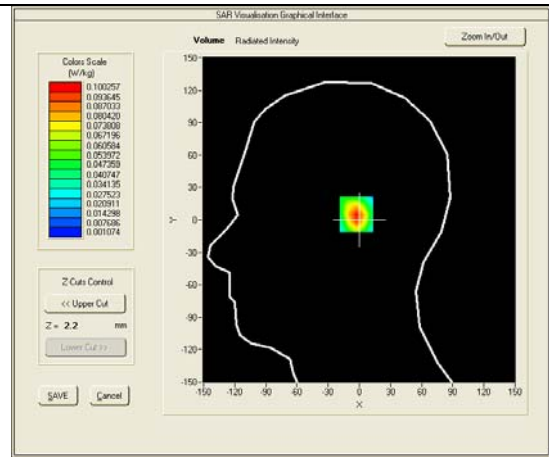 SAR Visualisation Graphical Interface
Volume Radiated Intensity
Zoom In/Out
Colors Scale
(W/kg)
0.100257
0.093645
0.087033
0.080420
0.073808
0.067196
0.060584
0.053972
0.047359
0.040747
0.034135
0.027523
0.020911
0.014298
0.007686
0.001074
Z Cuts Control
<< Upper Cut
Z = 2.2 mm
Lower Cut >>
SAVE Cancel
150
120
90
60
30
0
-30
-60
-90
-120
-150
Y
-150 -120 -90 -60 -30 0 30 60 90 120 150
X